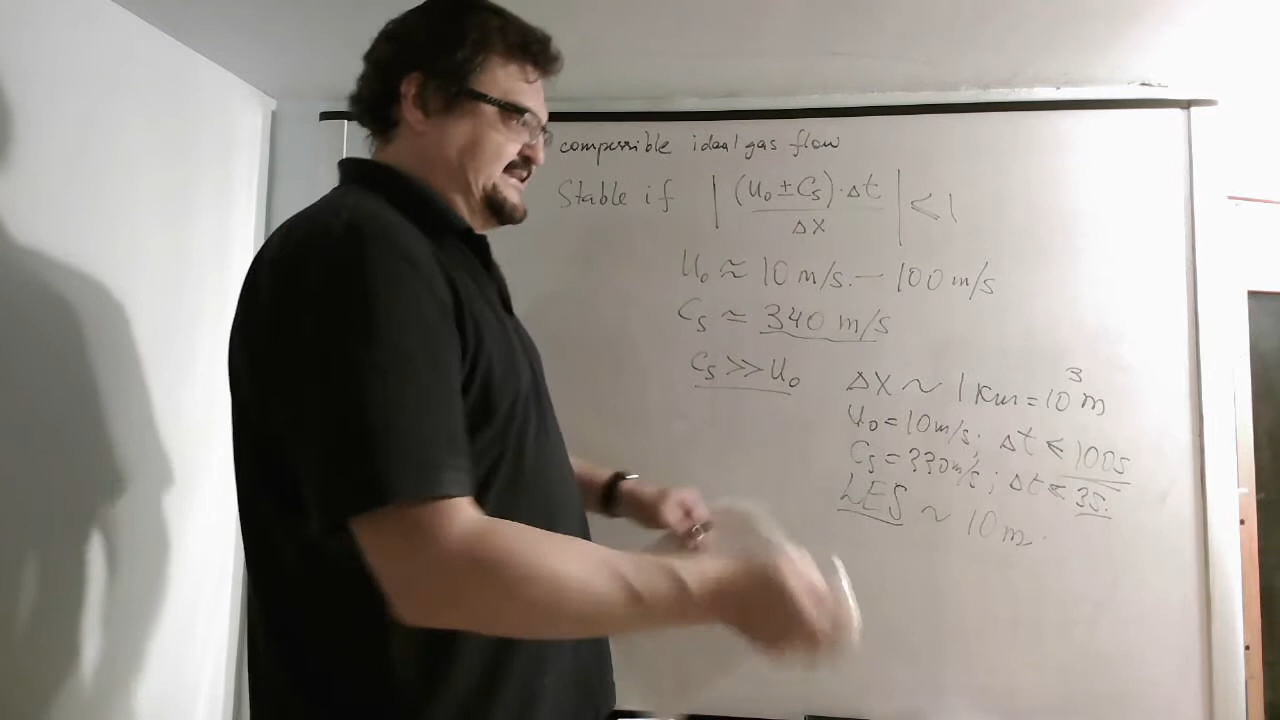 compressible ideal gas flow
Stable if | (U₀ ± Cₛ)·Δt / Δx | ≤ 1
U₀ ≈ 10 m/s. — 100 m/s
Cₛ ≈ 340 m/s
Cₛ >> U₀
Δx ~ 1 km = 10³ m
U₀ = 10 m/s; Δt ≤ 100s
Cₛ = 330 m/s; Δt ≤ 3s.
LES ~ 10 m.